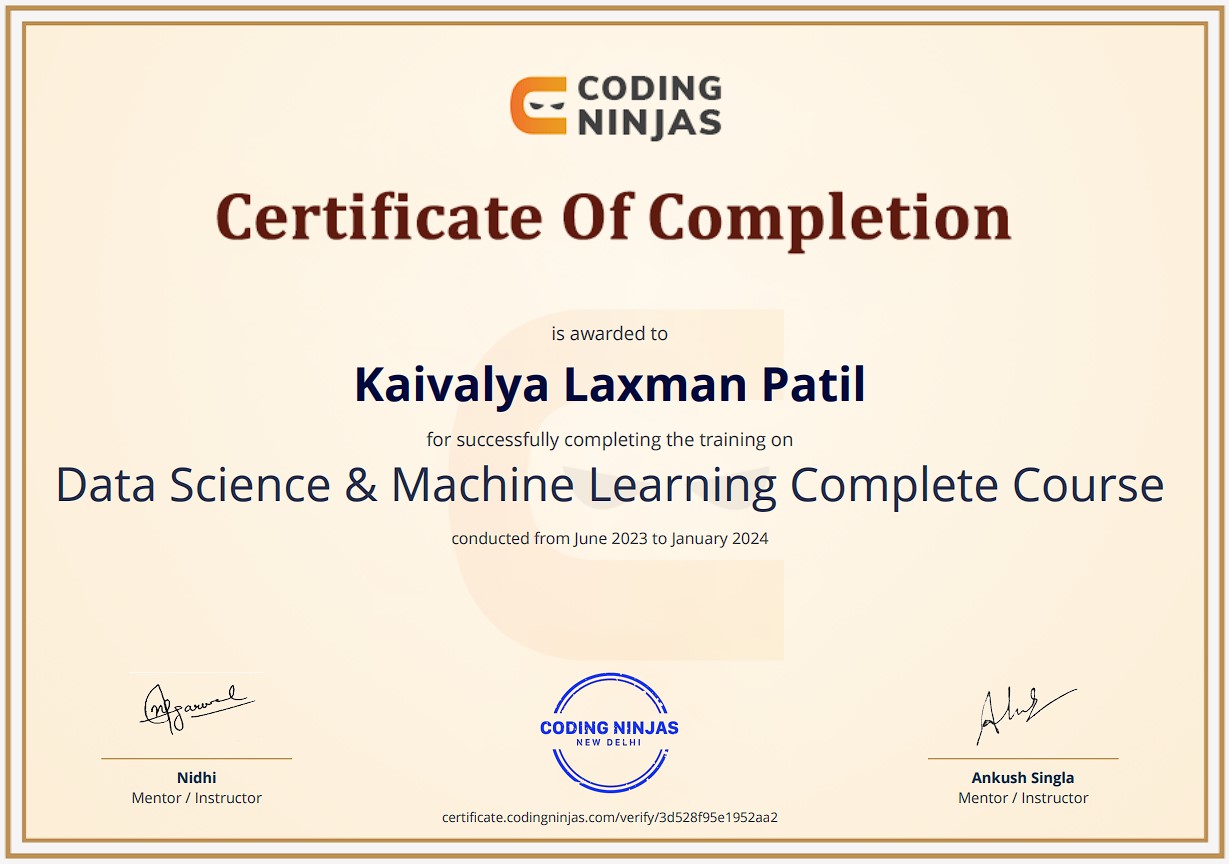 CODING
NINJAS
Certificate Of Completion
is awarded to
Kaivalya Laxman Patil
for successfully completing the training on
Data Science & Machine Learning Complete Course
conducted from June 2023 to January 2024
CODING NINJAS
NEW DELHI
Nidhi
Mentor / Instructor
Ankush Singla
Mentor / Instructor
certificate.codingninjas.com/verify/3d528f95e1952aa2